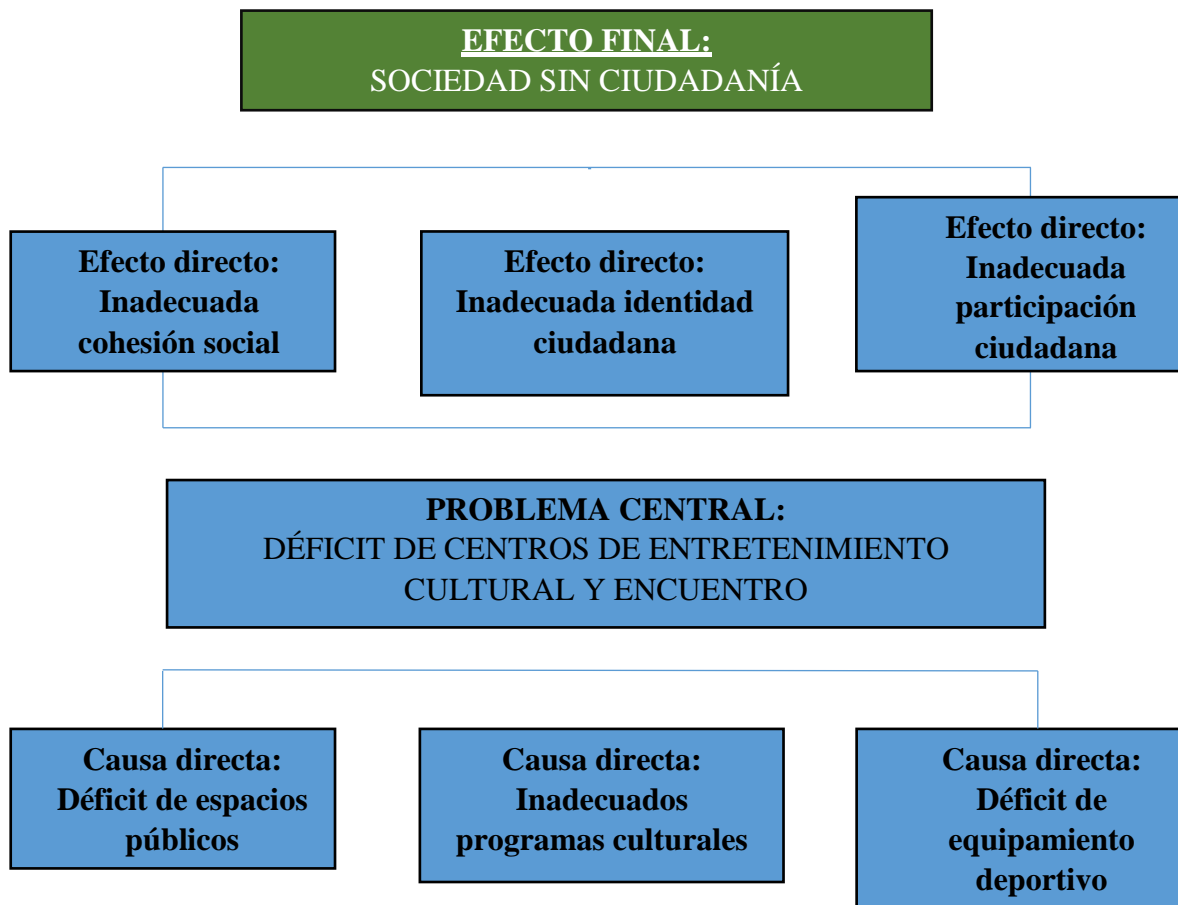 EFECTO FINAL:
SOCIEDAD SIN CIUDADANÍA
Efecto directo:
Inadecuada
cohesión social
Efecto directo:
Inadecuada identidad
ciudadana
Efecto directo:
Inadecuada
participación
ciudadana
PROBLEMA CENTRAL:
DÉFICIT DE CENTROS DE ENTRETENIMIENTO
CULTURAL Y ENCUENTRO
Causa directa:
Déficit de espacios
públicos
Causa directa:
Inadecuados
programas culturales
Causa directa:
Déficit de
equipamiento
deportivo